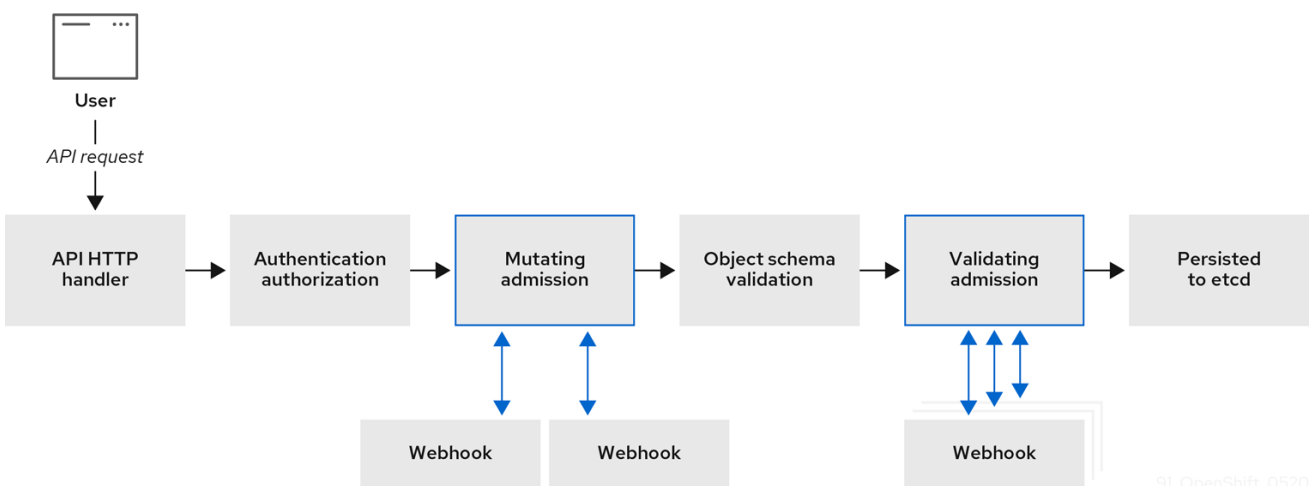 User
API request
API HTTP
handler
Authentication
authorization
Mutating
admission
Object schema
validation
Validating
admission
Persisted
to etcd
Webhook
Webhook
Webhook
91_OpenShift_0520